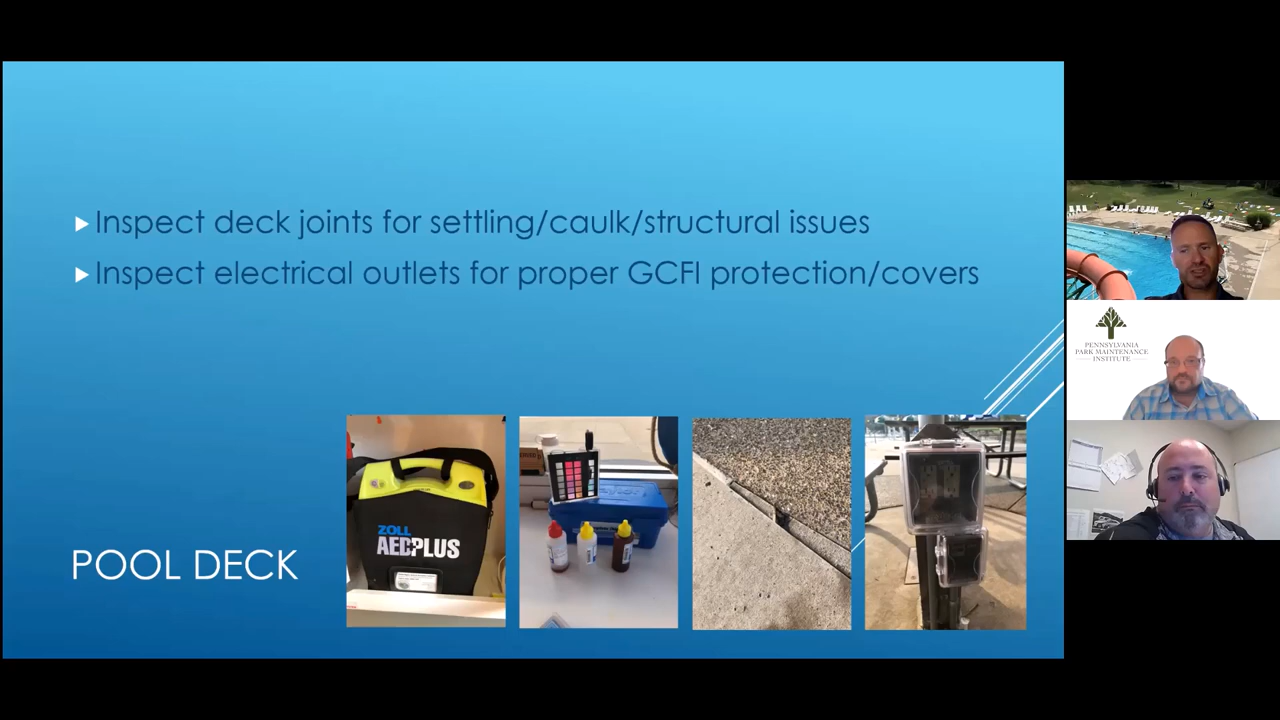 Inspect deck joints for settling/caulk/structural issues
Inspect electrical outlets for proper GCFI protection/covers
POOL DECK
ZOLL
AEDPLUS
PENNSYLVANIA
PARK MAINTENANCE
INSTITUTE